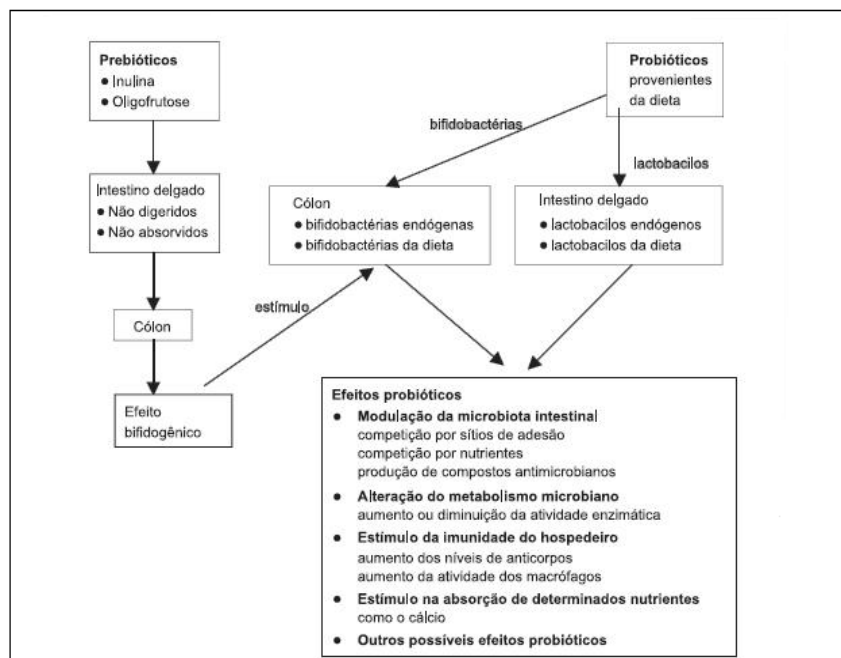 Prebióticos
● Inulina
● Oligofrutose
Probióticos
provenientes
da dieta
bifidobactérias
lactobacilos
Intestino delgado
● Não digeridos
● Não absorvidos
Cólon
● bifidobactérias endógenas
● bifidobactérias da dieta
Intestino delgado
● lactobacilos endógenos
● lactobacilos da dieta
estímulo
Cólon
Efeito
bifidogênico
Efeitos probióticos
● Modulação da microbiota intestinal
competição por sítios de adesão
competição por nutrientes
produção de compostos antimicrobianos
● Alteração do metabolismo microbiano
aumento ou diminuição da atividade enzimática
● Estímulo da imunidade do hospedeiro
aumento dos níveis de anticorpos
aumento da atividade dos macrófagos
● Estímulo na absorção de determinados nutrientes
como o cálcio
● Outros possíveis efeitos probióticos